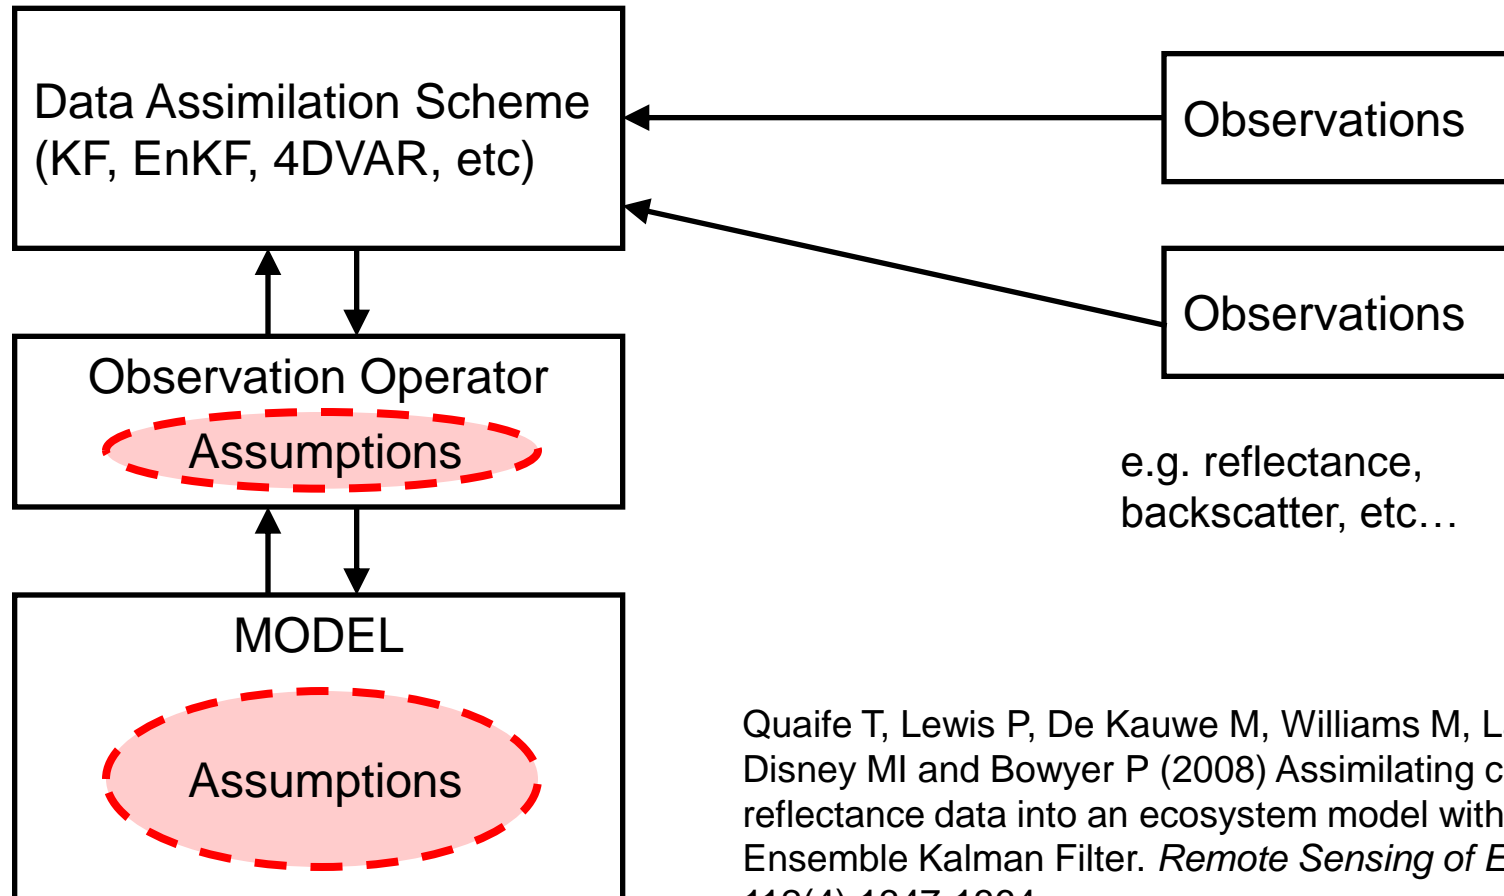 Data Assimilation Scheme
(KF, EnKF, 4DVAR, etc)
Observations
Observations
Observation Operator
Assumptions
e.g. reflectance,
backscatter, etc…
MODEL
Assumptions
Quaife T, Lewis P, De Kauwe M, Williams M,
Disney MI and Bowyer P (2008) Assimilating
reflectance data into an ecosystem model with
Ensemble Kalman Filter. Remote Sensing of